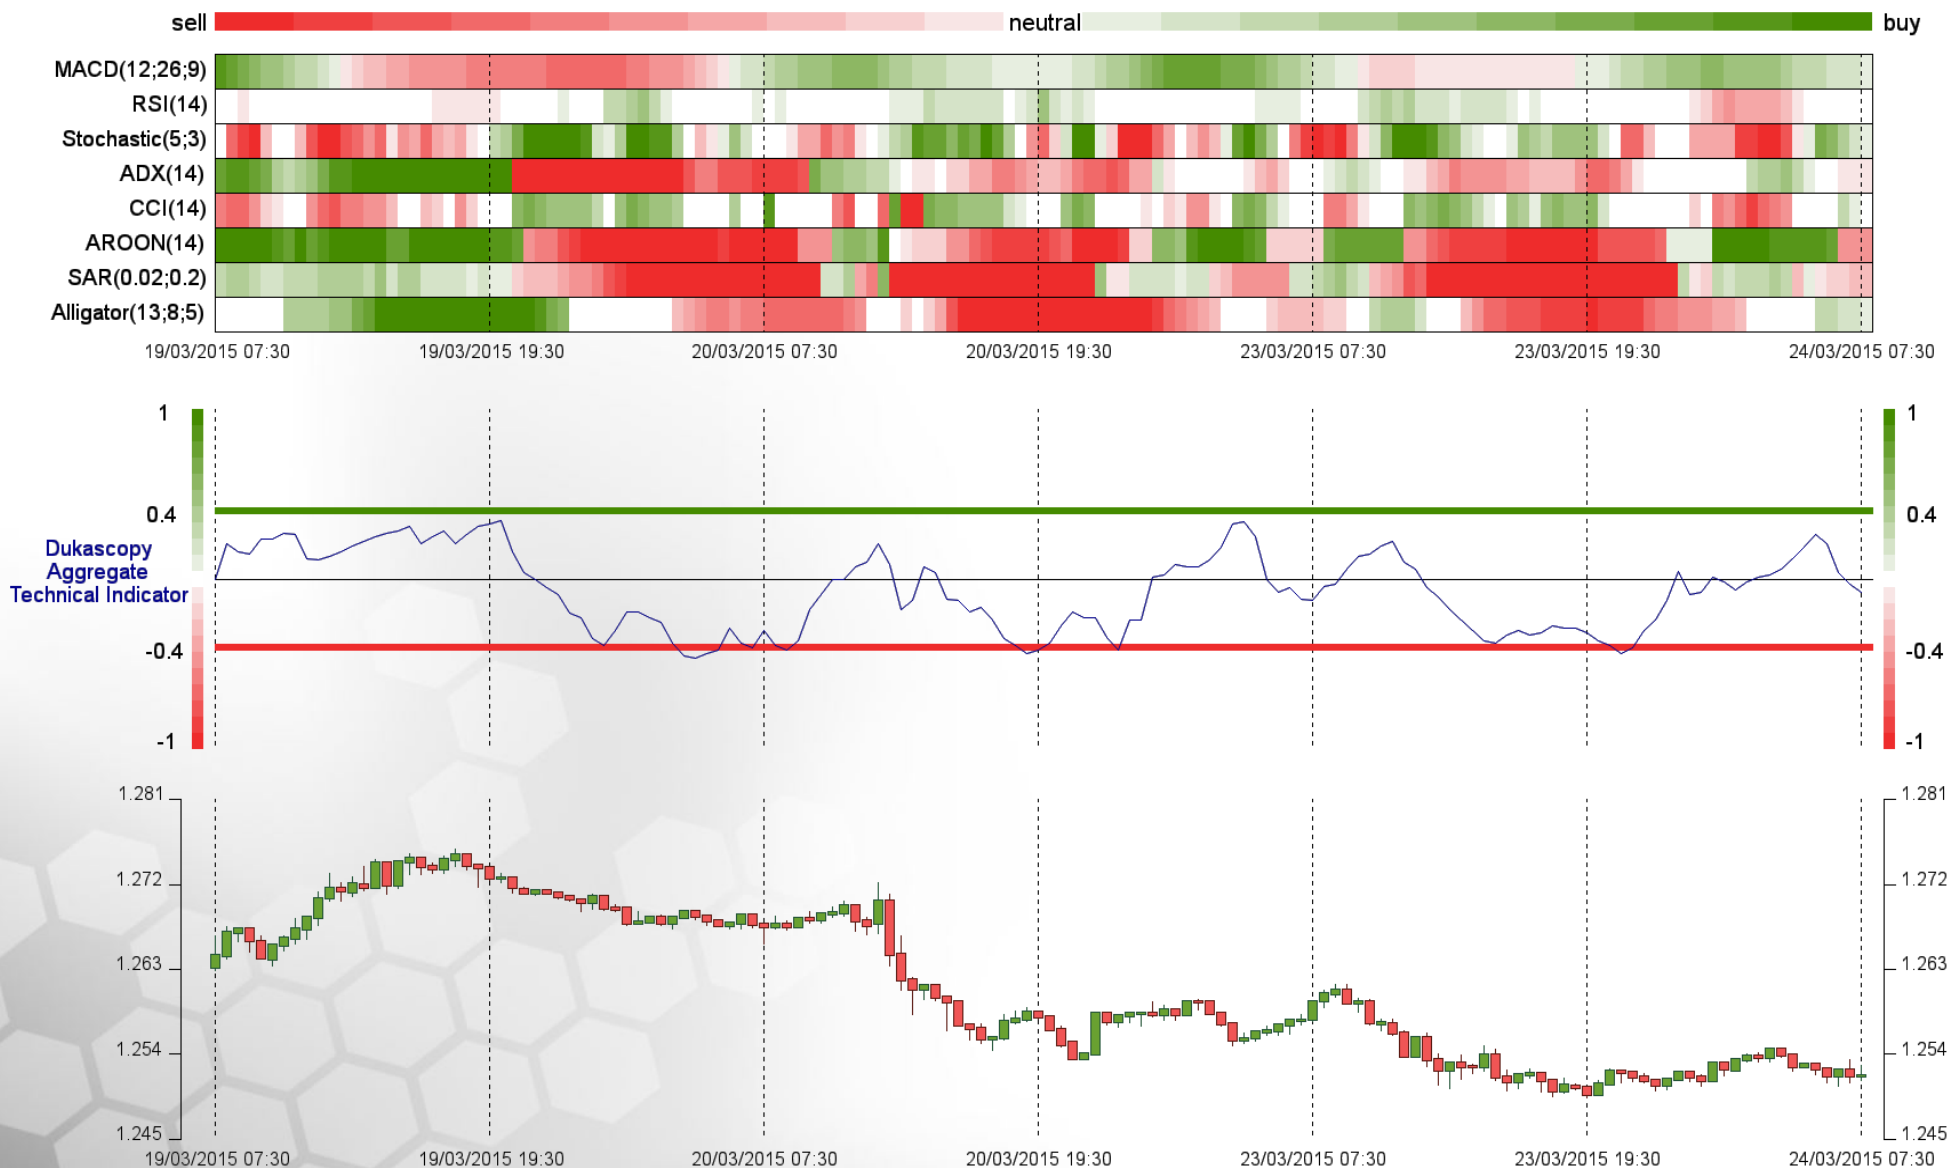 sell neutral buy
MACD(12;26;9)
RSI(14)
Stochastic(5;3)
ADX(14)
CCI(14)
AROON(14)
SAR(0.02;0.2)
Alligator(13;8;5)
19/03/2015 07:30 19/03/2015 19:30 20/03/2015 07:30 20/03/2015 19:30 23/03/2015 07:30 23/03/2015 19:30 24/03/2015 07:30
1 1
0.4 0.4
Dukascopy
Aggregate
Technical Indicator
-0.4 -0.4
-1 -1
1.281 1.281
1.272 1.272
1.263 1.263
1.254 1.254
1.245 1.245
19/03/2015 07:30 19/03/2015 19:30 20/03/2015 07:30 20/03/2015 19:30 23/03/2015 07:30 23/03/2015 19:30 24/03/2015 07:30